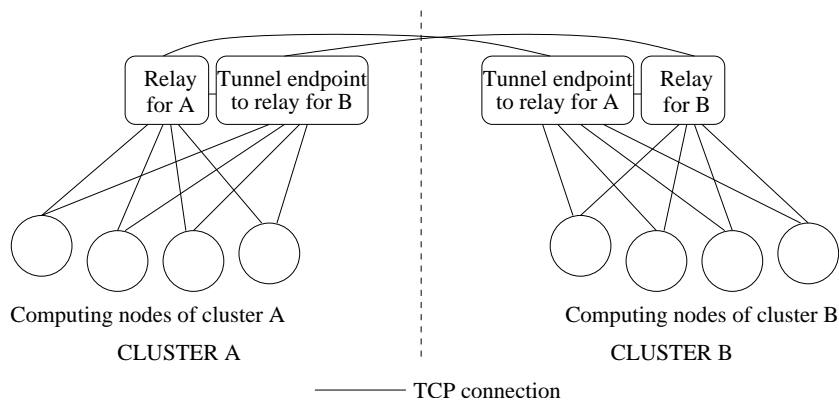 Relay
for A
Tunnel endpoint
to relay for B
Tunnel endpoint
to relay for A
Relay
for B
Computing nodes of cluster A
Computing nodes of cluster B
CLUSTER A
CLUSTER B
TCP connection